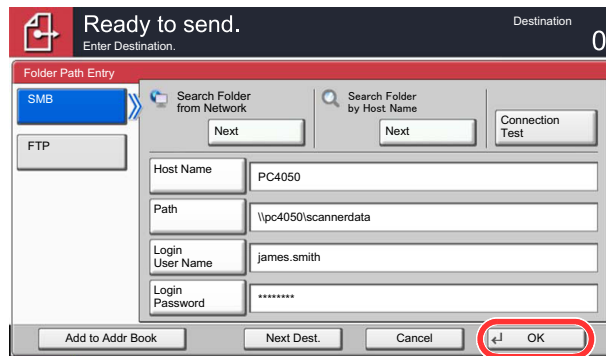 Ready to send.
Destination
Enter Destination.
0
Folder Path Entry
SMB
Search Folder
from Network
Search Folder
by Host Name
Next
Next
Connection
Test
FTP
Host Name
PC4050
Path
\\pc4050\scannerdata
Login
User Name
james.smith
Login
Password
********
Add to Addr Book
Next Dest.
Cancel
OK